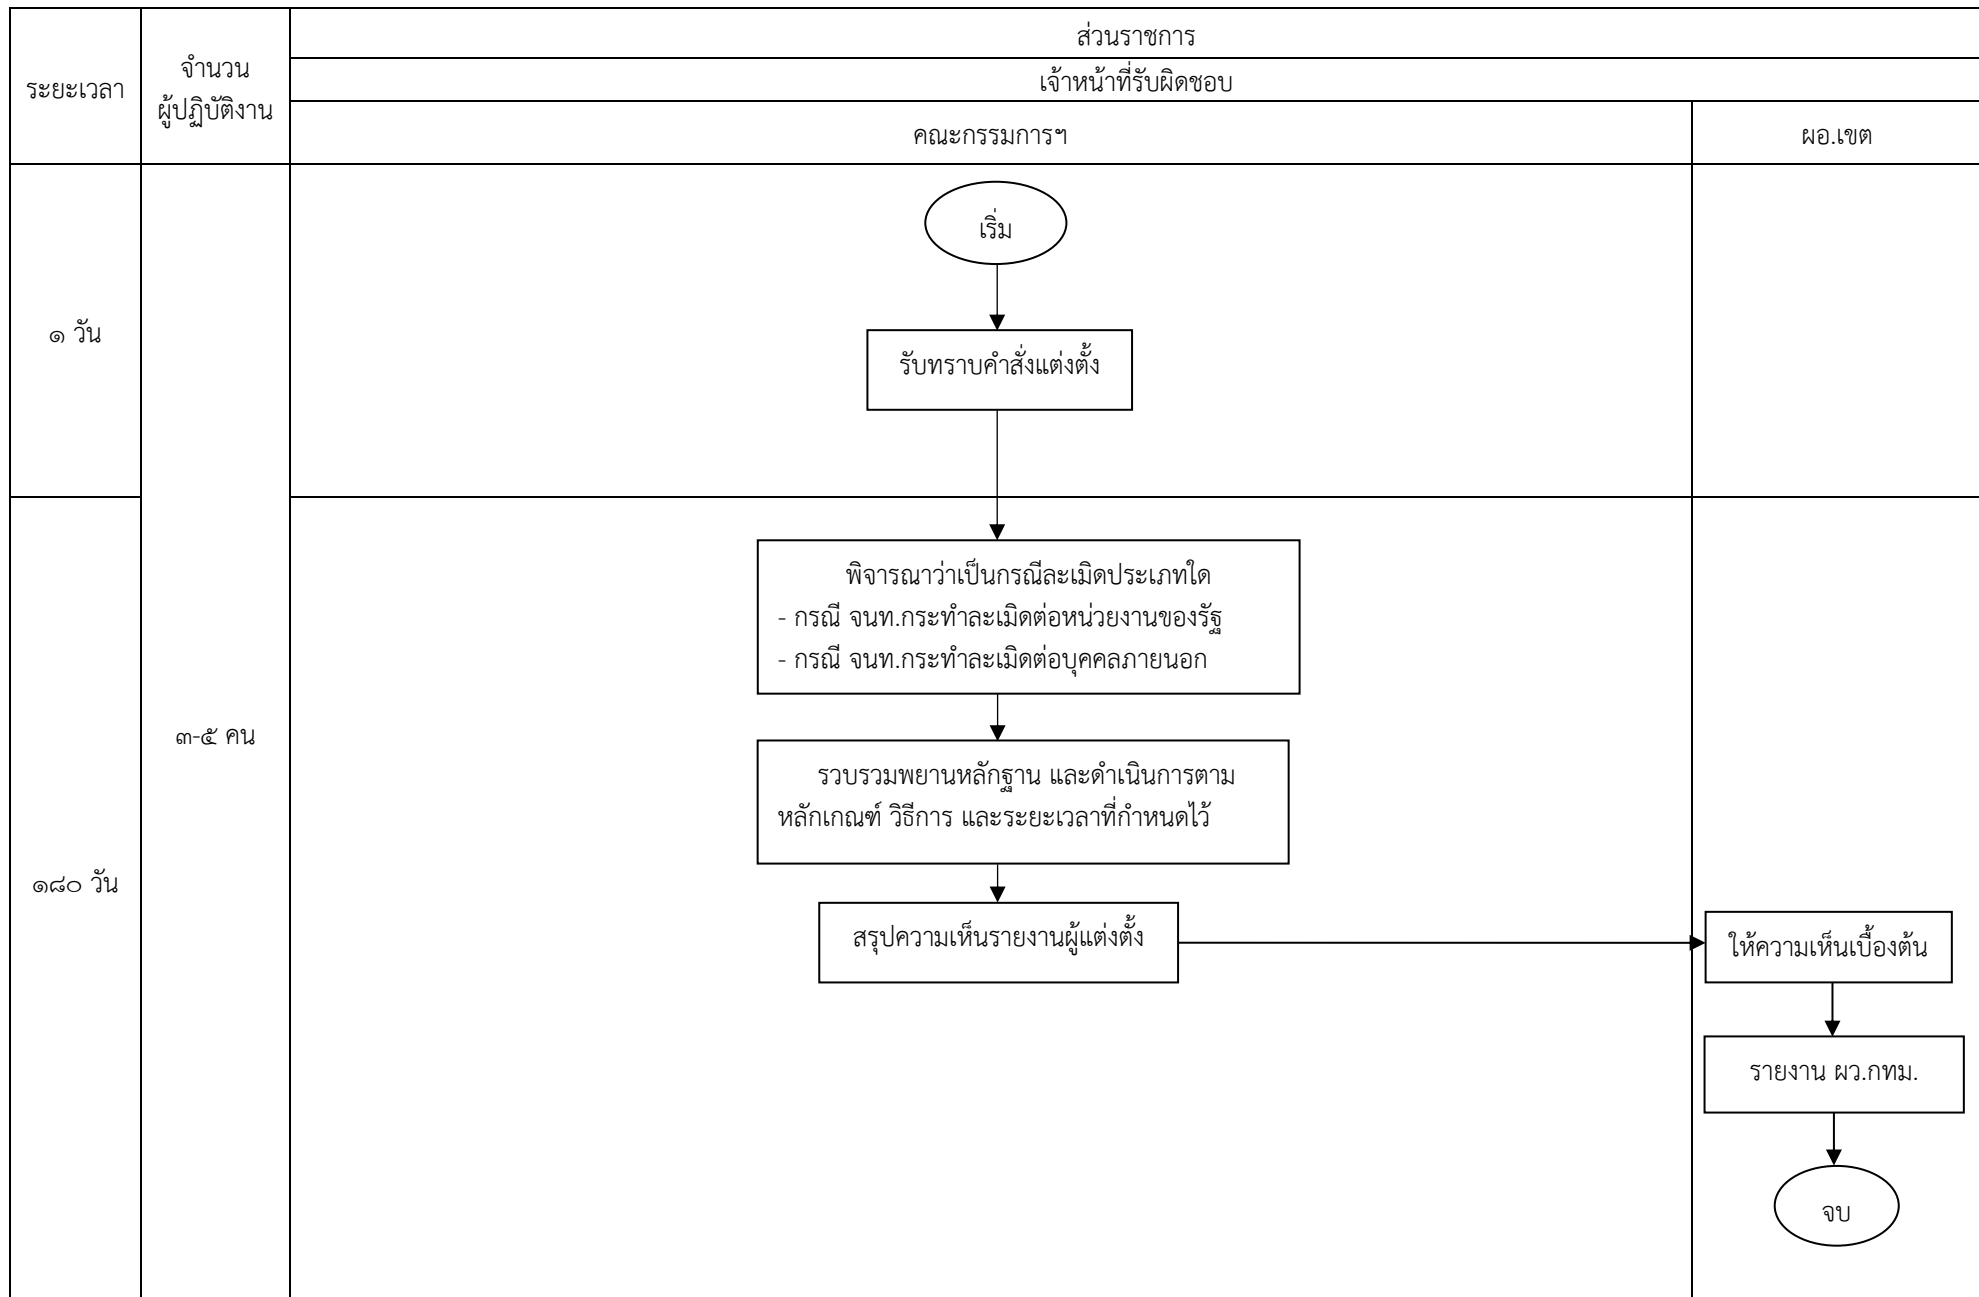 ส่วนราชการ
ระยะเวลา
จำนวน
ผู้ปฏิบัติงาน
เจ้าหน้าที่รับผิดชอบ
คณะกรรมการฯ
ผอ.เขต
เริ่ม
๑ วัน
รับทราบคำสั่งแต่งตั้ง
พิจารณาว่าเป็นกรณีละเมิดประเภทใด
- กรณี จนท.กระทำละเมิดต่อหน่วยงานของรัฐ
- กรณี จนท.กระทำละเมิดต่อบุคคลภายนอก
๓-๕ คน
รวบรวมพยานหลักฐาน และดำเนินการตาม
หลักเกณฑ์ วิธีการ และระยะเวลาที่กำหนดไว้
๑๘๐ วัน
สรุปความเห็นรายงานผู้แต่งตั้ง
ให้ความเห็นเบื้องต้น
รายงาน ผว.กทม.
จบ